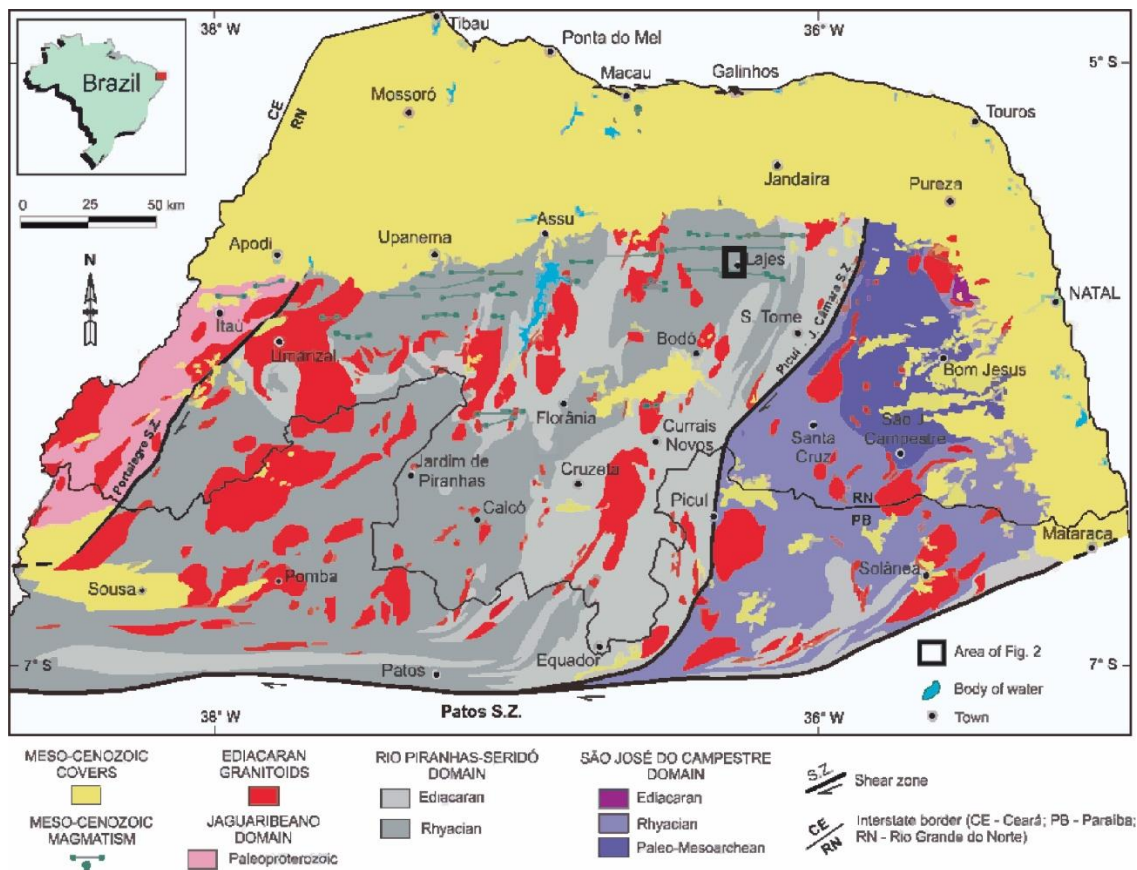 38° W
36° W
Tibau
Ponta do Mel
5° S
Brazil
Macau
Galinhos
Mossoró
Touros
CE
RN
Jandaíra
Pureza
0 25 50 km
Assu
Upanema
Apodi
Lajes
N
NATAL
Itaú
S. Tomé
Umarizal
Bodó
Picuí - J. Câmara S.Z.
Bom Jesus
Florânia
Santa
Cruz
São J.
Campestre
Currais
Novos
Portalegre S.Z.
Jardim de
Piranhas
Cruzeta
Caicó
Picuí
RN
PB
Mataraca
Sousa
Pomba
Solânea
7° S
Patos
Equador
Area of Fig. 2
7° S
Body of water
Town
38° W
Patos S.Z.
36° W
MESO-CENOZOIC
COVERS
EDIACARAN
GRANITOIDS
RIO PIRANHAS-SERIDÓ
DOMAIN
SÃO JOSÉ DO CAMPESTRE
DOMAIN
S.Z.
Shear zone
Ediacaran
Ediacaran
MESO-CENOZOIC
MAGMATISM
JAGUARIBEANO
DOMAIN
Rhyacian
Rhyacian
CE
RN
Interstate border (CE - Ceará; PB - Paraíba;
RN - Rio Grande do Norte)
Paleoproterozoic
Paleo-Mesoarchean